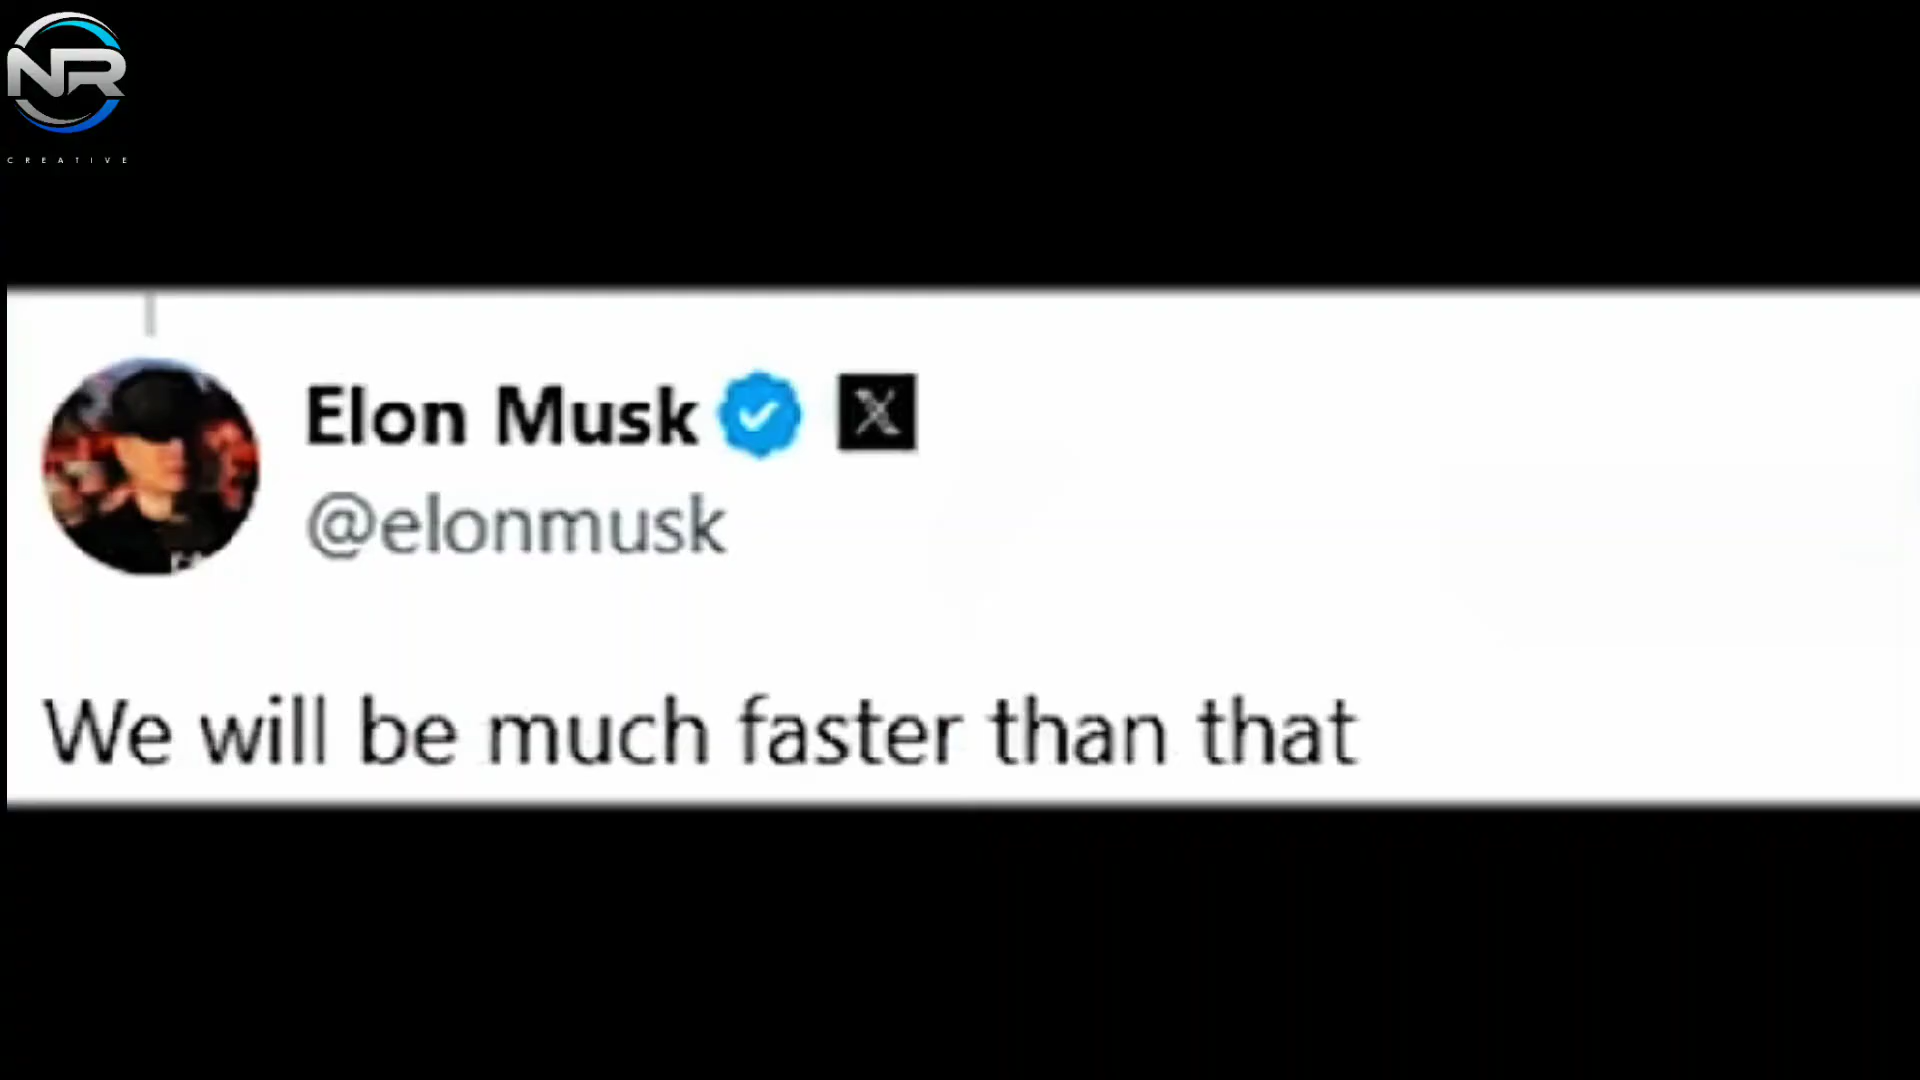 NR
CREATIVE
Elon Musk
@elonmusk
We will be much faster than that